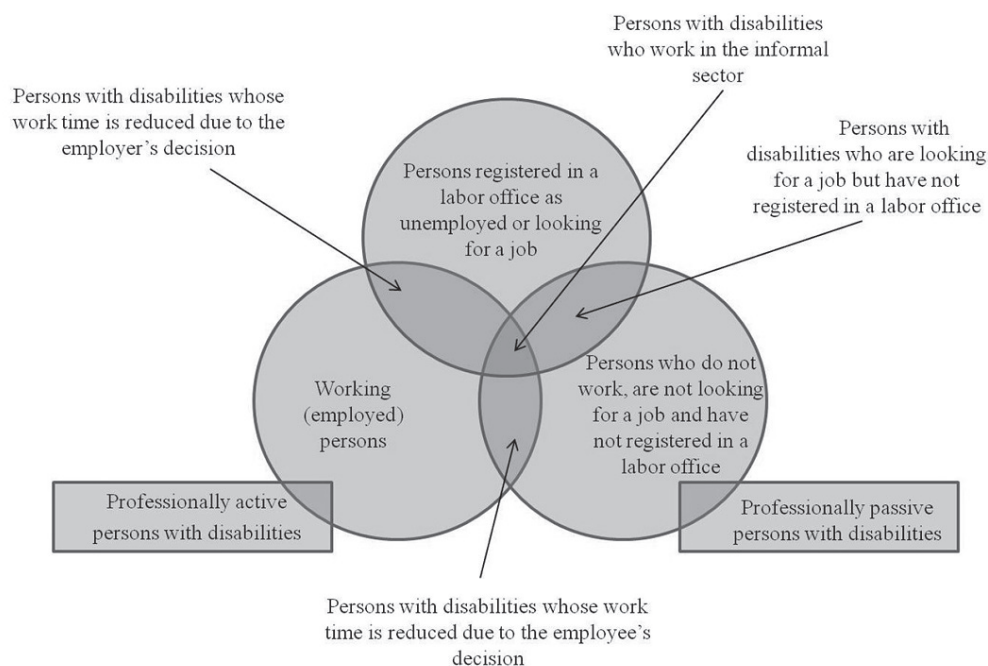 Persons with disabilities
who work in the informal
sector
Persons with disabilities whose
work time is reduced due to the
employer’s decision
Persons with
disabilities who are looking
for a job but have not
registered in a labor office
Persons registered in a
labor office as
unemployed or looking
for a job
Working
(employed)
persons
Persons who do not
work, are not looking
for a job and have
not registered in a
labor office
Professionally active
persons with disabilities
Professionally passive
persons with disabilities
Persons with disabilities whose work
time is reduced due to the employee’s
decision